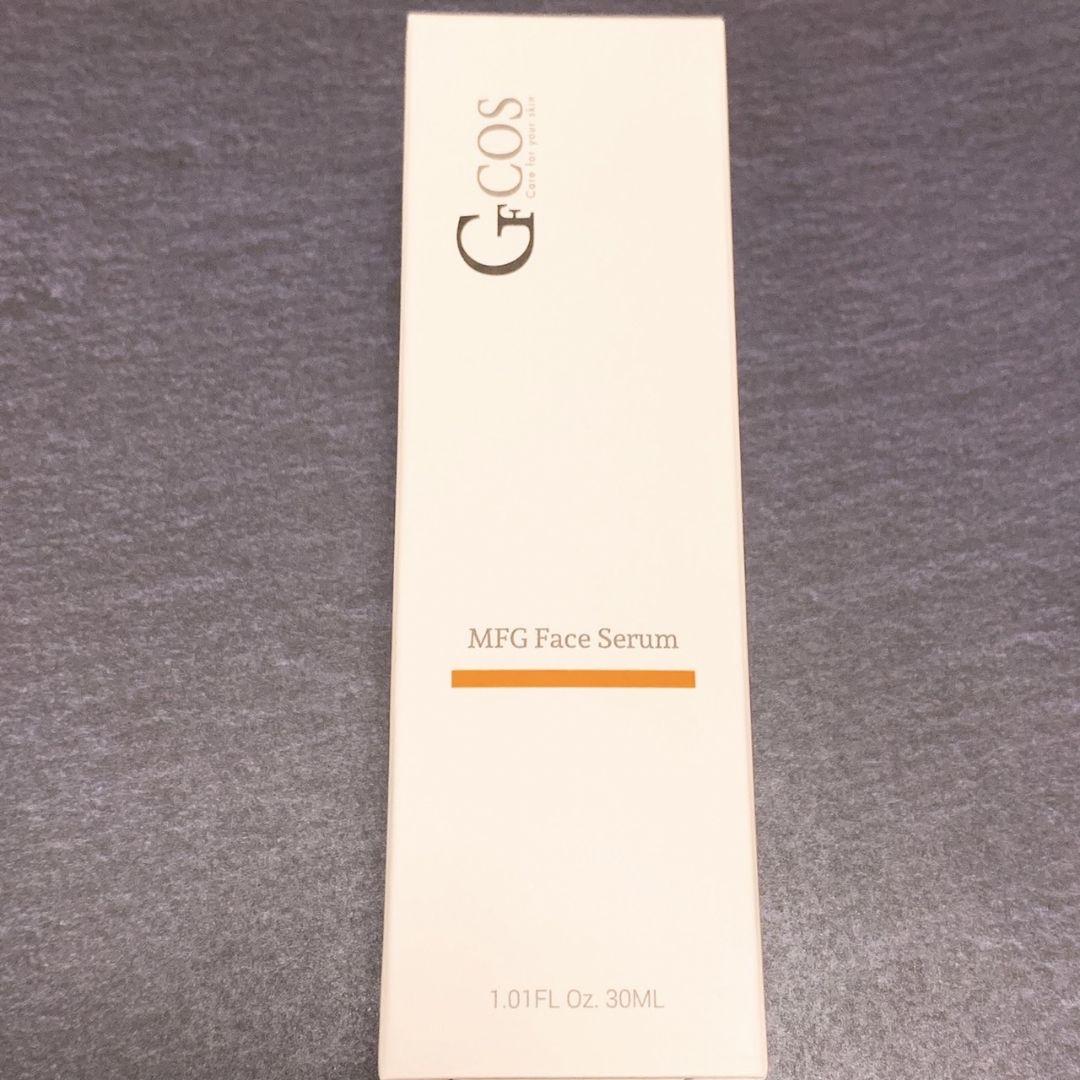 GFCOS
Care for your skin
MFG Face Serum
1.01FL Oz. 30ML